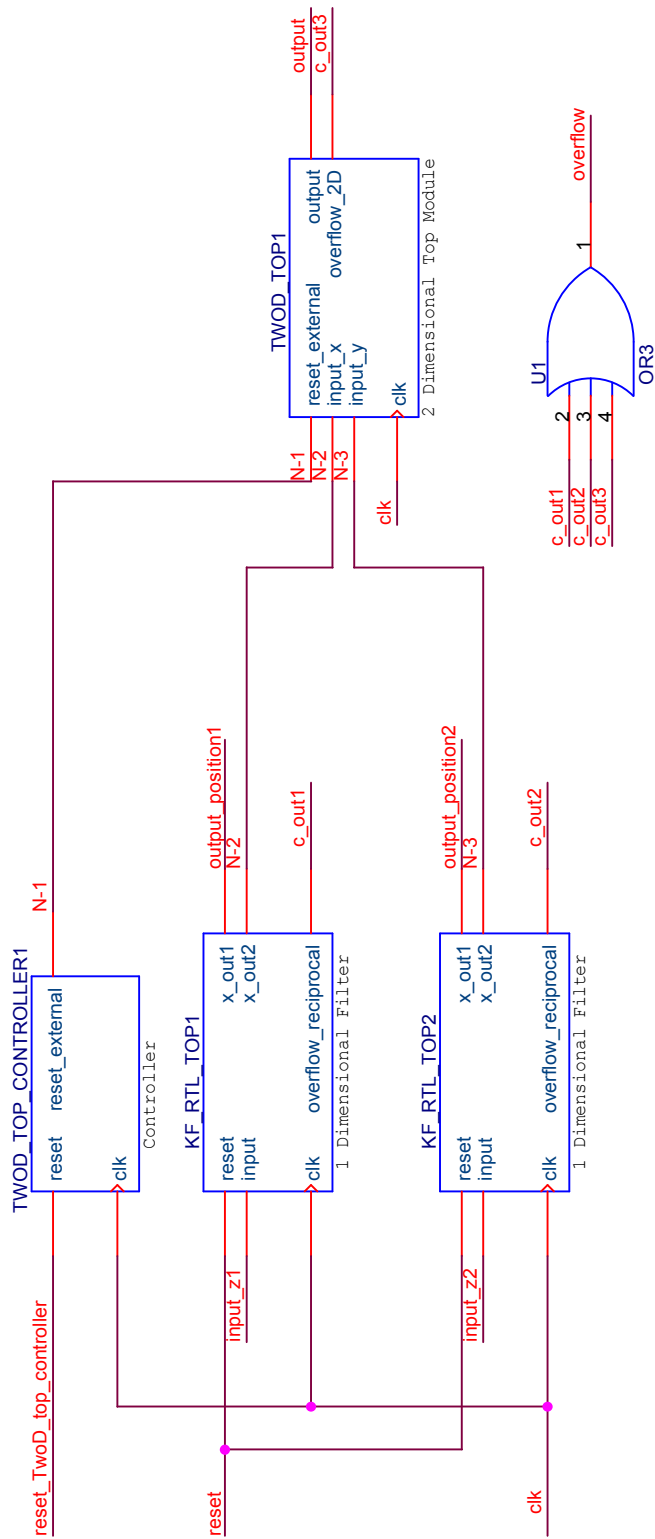 TWOD_TOP_CONTROLLER1
reset_TwoD_top_controller
reset reset_external
N-1
clk
Controller
KF_RTL_TOP1
reset x_out1
output_position1
input x_out2
N-2
input_z1
clk overflow_reciprocal
c_out1
1 Dimensional Filter
reset
KF_RTL_TOP2
reset x_out1
output_position2
input x_out2
N-3
input_z2
clk overflow_reciprocal
c_out2
1 Dimensional Filter
clk
TWOD_TOP1
N-1
reset_external output
output
N-2
input_x overflow_2D
c_out3
N-3
input_y
clk
clk
2 Dimensional Top Module
U1
c_out1 2
c_out2 3
c_out3 4
1
overflow
OR3